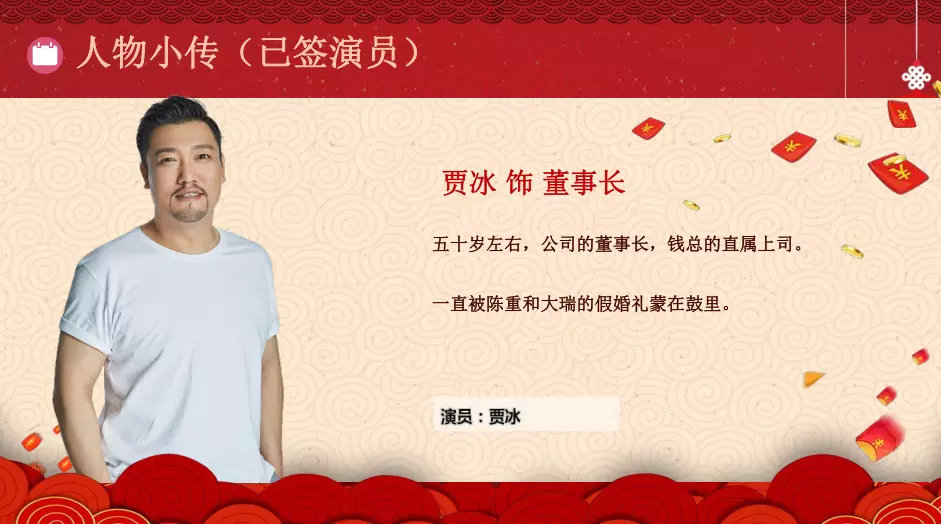 人物小传（已签演员）
贾冰 饰 董事长
五十岁左右，公司的董事长，钱总的直属上司。
一直被陈重和大瑞的假婚礼蒙在鼓里。
演员：贾冰